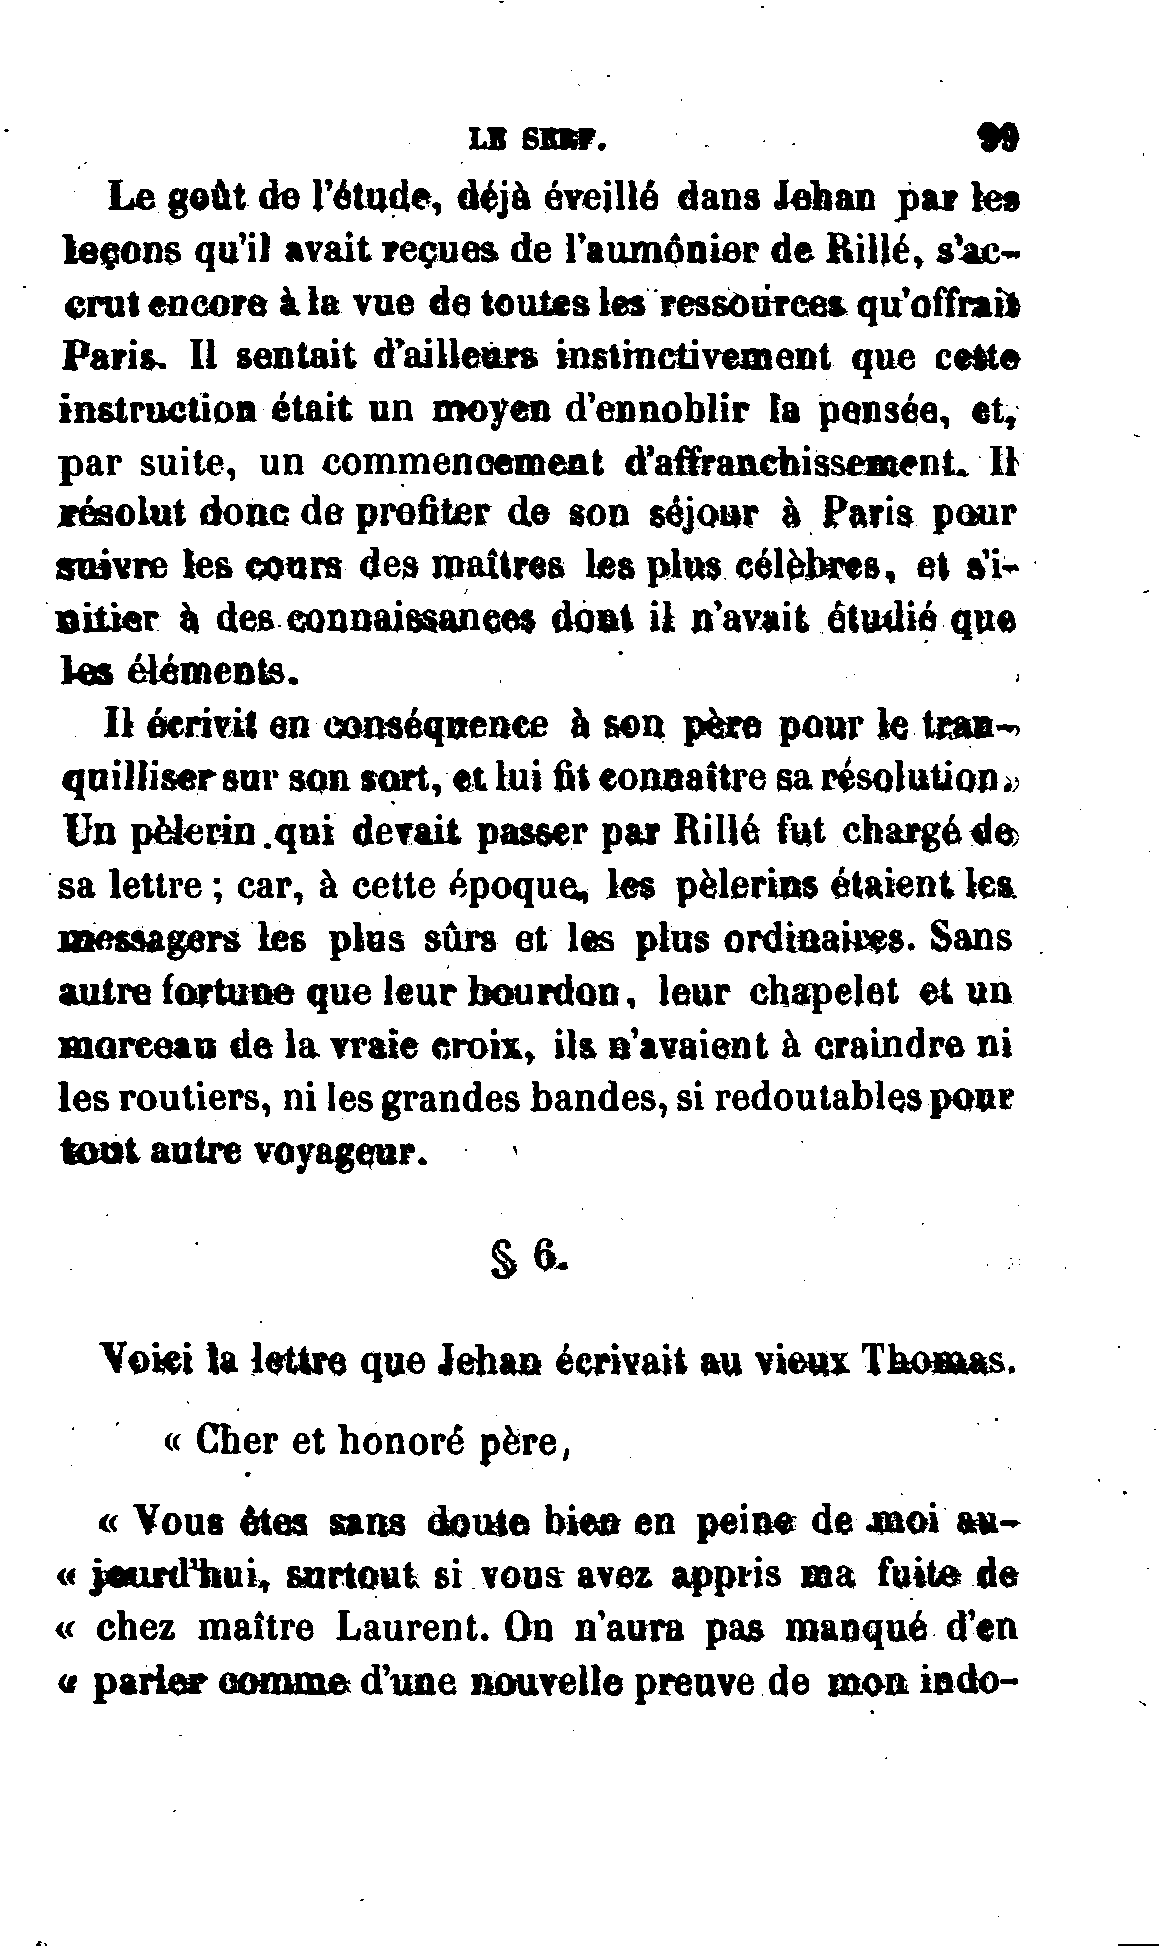 LE SERF. 99
Le goût de l'étude, déjà éveillé dans Jehan par les
leçons qu'il avait reçues de l'aumônier de Rillé, s'ac-
crut encore à la vue de toutes les ressources qu'offrait
Paris. Il sentait d'ailleurs instinctivement que cette
instruction était un moyen d'ennoblir la pensée, et,
par suite, un commencement d'affranchissement. Il
résolut donc de profiter de son séjour à Paris pour
suivre les cours des maîtres les plus célèbres, et s'i-
nitier à des connaissances dont il n'avait étudié que
les éléments.
Il écrivit en conséquence à son père pour le tran-
quilliser sur son sort, et lui fit connaître sa résolution.
Un pèlerin qui devait passer par Rillé fut chargé de
sa lettre ; car, à cette époque, les pèlerins étaient les
messagers les plus sûrs et les plus ordinaires. Sans
autre fortune que leur bourdon, leur chapelet et un
morceau de la vraie croix, ils n'avaient à craindre ni
les routiers, ni les grandes bandes, si redoutables pour
tout autre voyageur.
§ 6.
Voici la lettre que Jehan écrivait au vieux Thomas.
« Cher et honoré père,
« Vous êtes sans doute bien en peine de moi au-
« jourd'hui, surtout si vous avez appris ma fuite de
« chez maître Laurent. On n'aura pas manqué d'en
« parler comme d'une nouvelle preuve de mon indo-